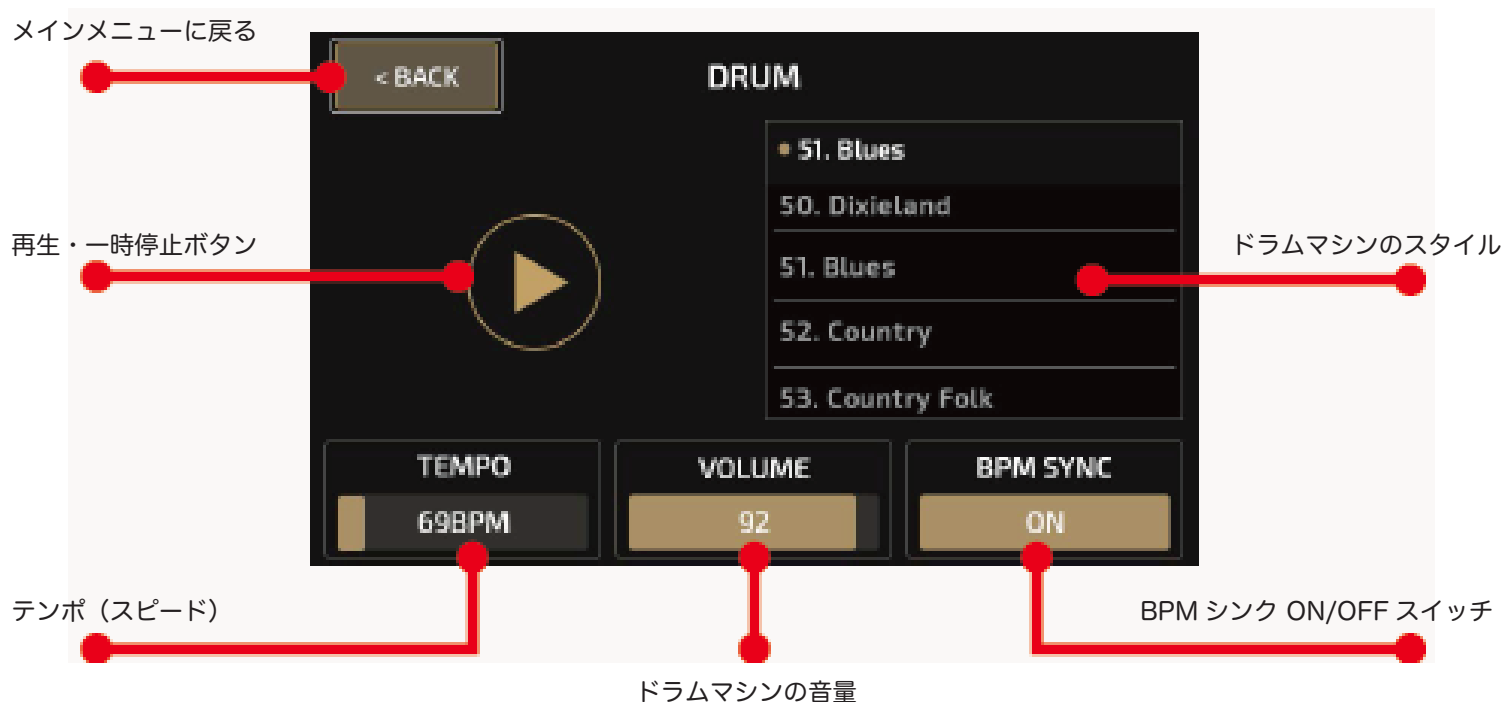 メインメニューに戻る
< BACK
DRUM
• 51. Blues
50. Dixieland
51. Blues
52. Country
53. Country Folk
再生・一時停止ボタン
ドラムマシンのスタイル
TEMPO
69BPM
VOLUME
92
BPM SYNC
ON
テンポ（スピード）
BPM シンク ON/OFF スイッチ
ドラムマシンの音量